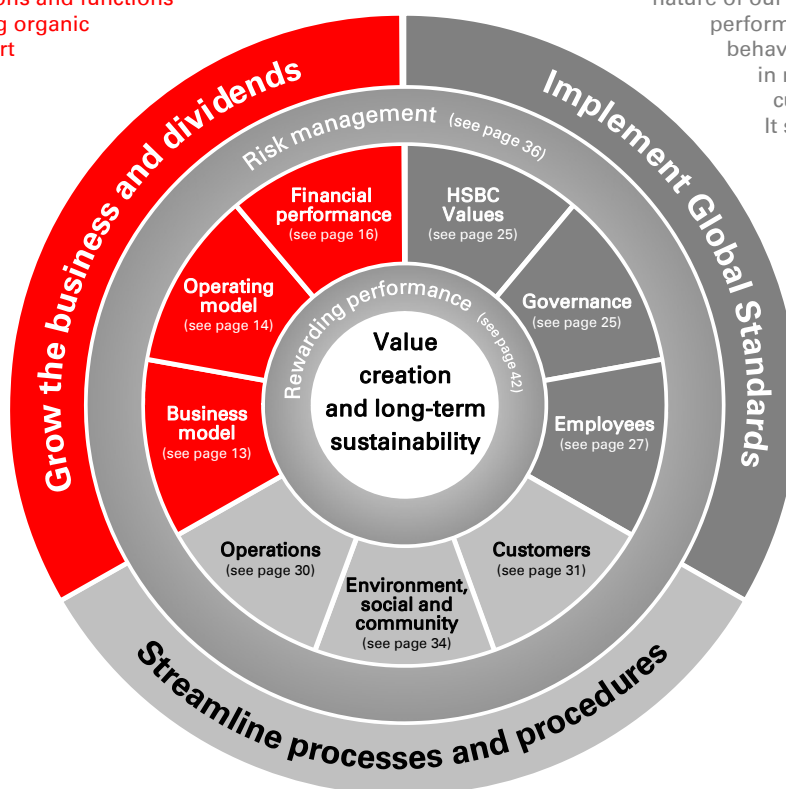 ons and functions
g organic
rt
nature of our
perform
behav
in
It
Grow the business and dividends
Implement Global Standards
Streamline processes and procedures
Risk management (see page 36)
Financial
performance
(see page 16)
HSBC
Values
(see page 25)
Operating
model
(see page 14)
Governance
(see page 25)
Business
model
(see page 13)
Employees
(see page 27)
Operations
(see page 30)
Environment,
social and
community
(see page 34)
Customers
(see page 31)
Rewarding performance (see page 42)
Value
creation
and long-term
sustainability